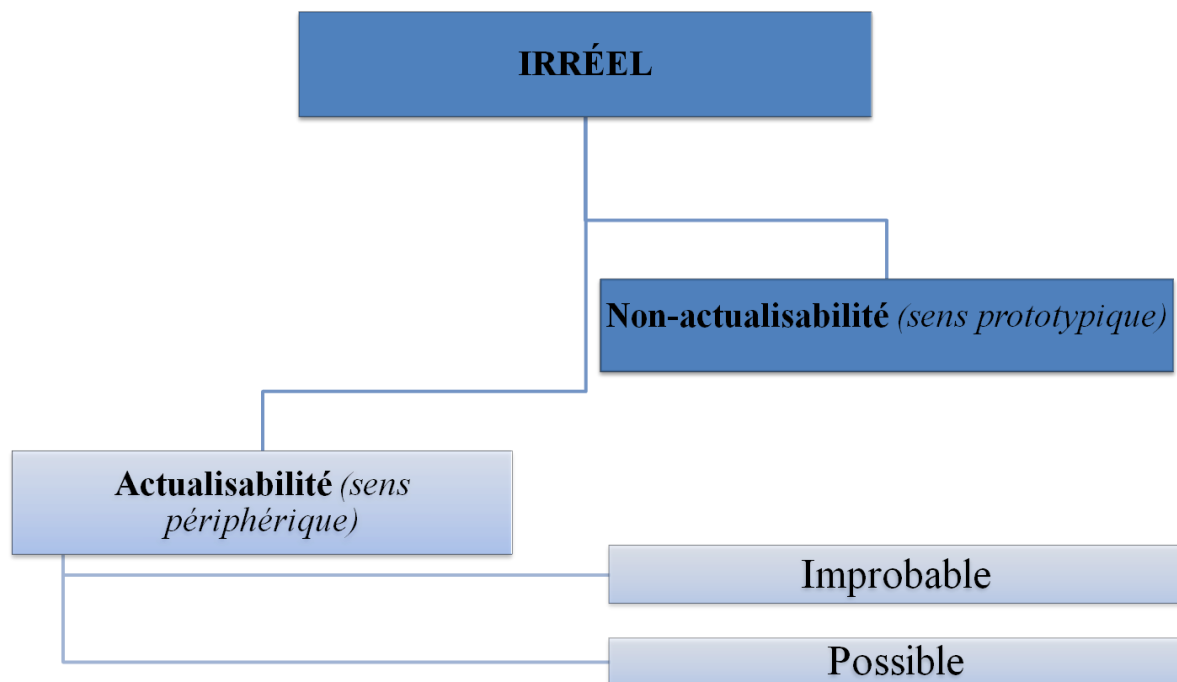 IRRÉEL
Non-actualisabilité (sens prototypique)
Actualisabilité (sens
périphérique)
Improbable
Possible